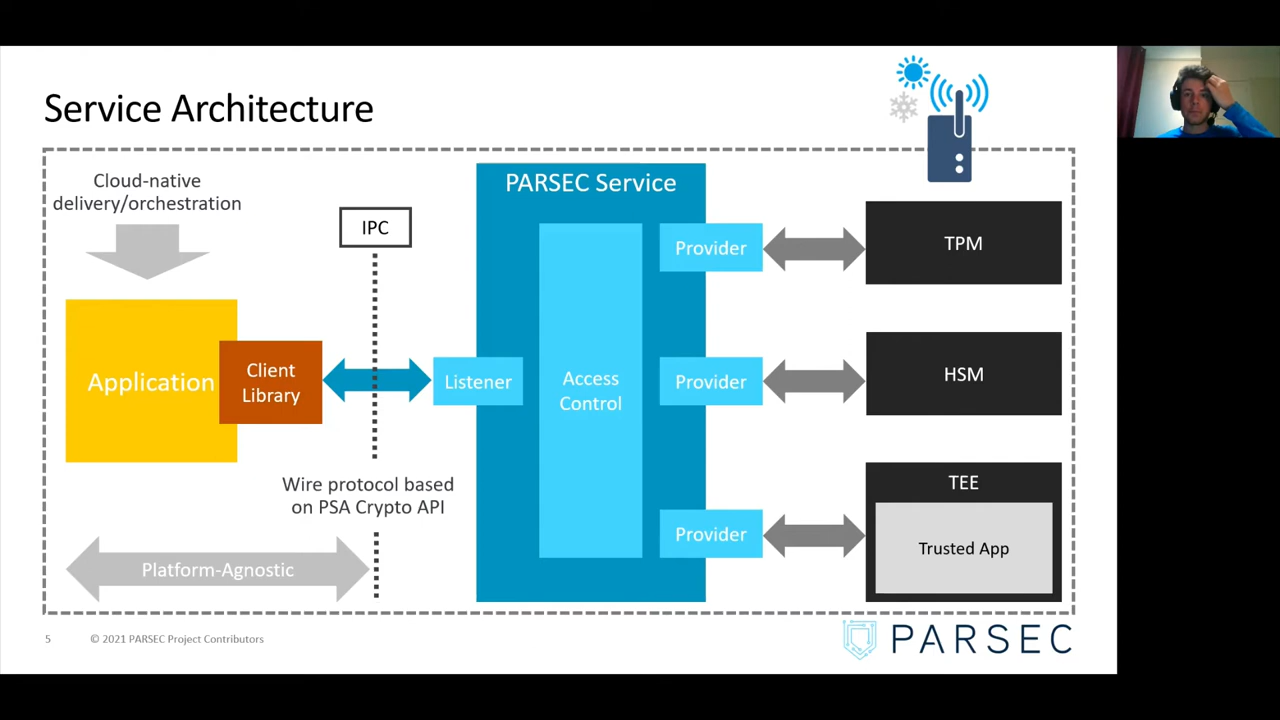 Service Architecture
Cloud-native
delivery/orchestration
IPC
PARSEC Service
Application
Client
Library
Listener
Access
Control
Provider
Provider
Provider
TPM
HSM
TEE
Trusted App
Wire protocol based
on PSA Crypto API
Platform-Agnostic
5
© 2021 PARSEC Project Contributors
PARSEC